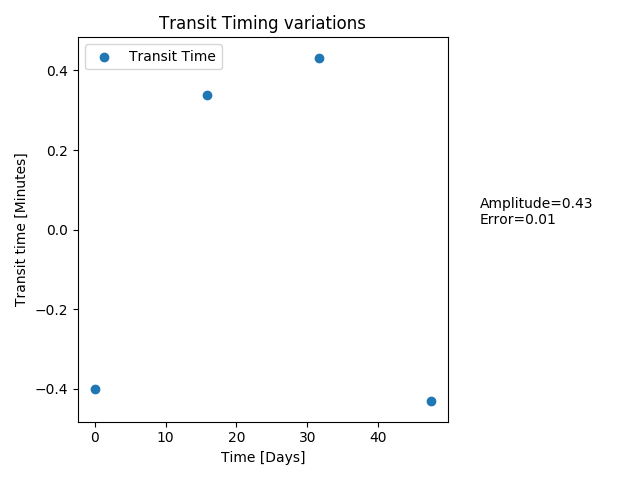 Transit Timing variations
Transit Time
0.4
0.2
0.0
−0.2
−0.4
Transit time [Minutes]
0
10
20
30
40
Time [Days]
Amplitude=0.43
Error=0.01